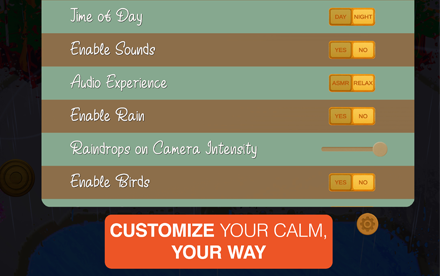 Time of Day
DAY NIGHT
Enable Sounds
YES NO
Audio Experience
ASMR RELAX
Enable Rain
YES NO
Raindrops on Camera Intensity
Enable Birds
YES NO
CUSTOMIZE YOUR CALM,
YOUR WAY